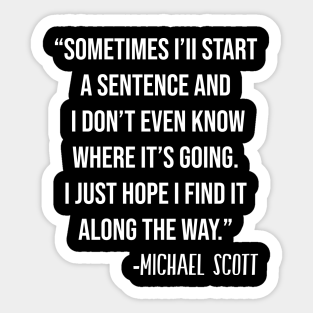 “SOMETIMES I’ll START
A SENTENCE AND
I DON’T EVEN KNOW
WHERE IT’S GOING.
I JUST HOPE I FIND IT
ALONG THE WAY.”
-MICHAEL SCOTT